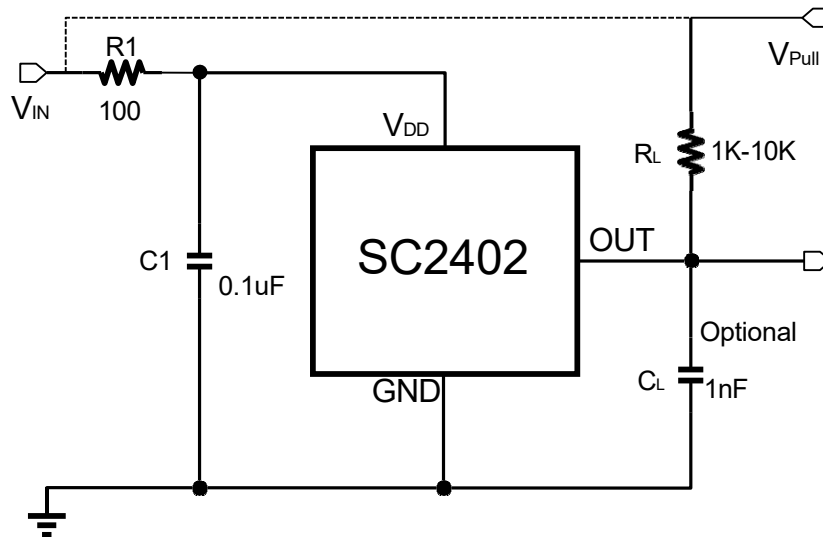 R1
VIN
100
VPull
VDD
RL
1K-10K
C1
0.1uF
SC2402
OUT
Optional
GND
CL
1nF